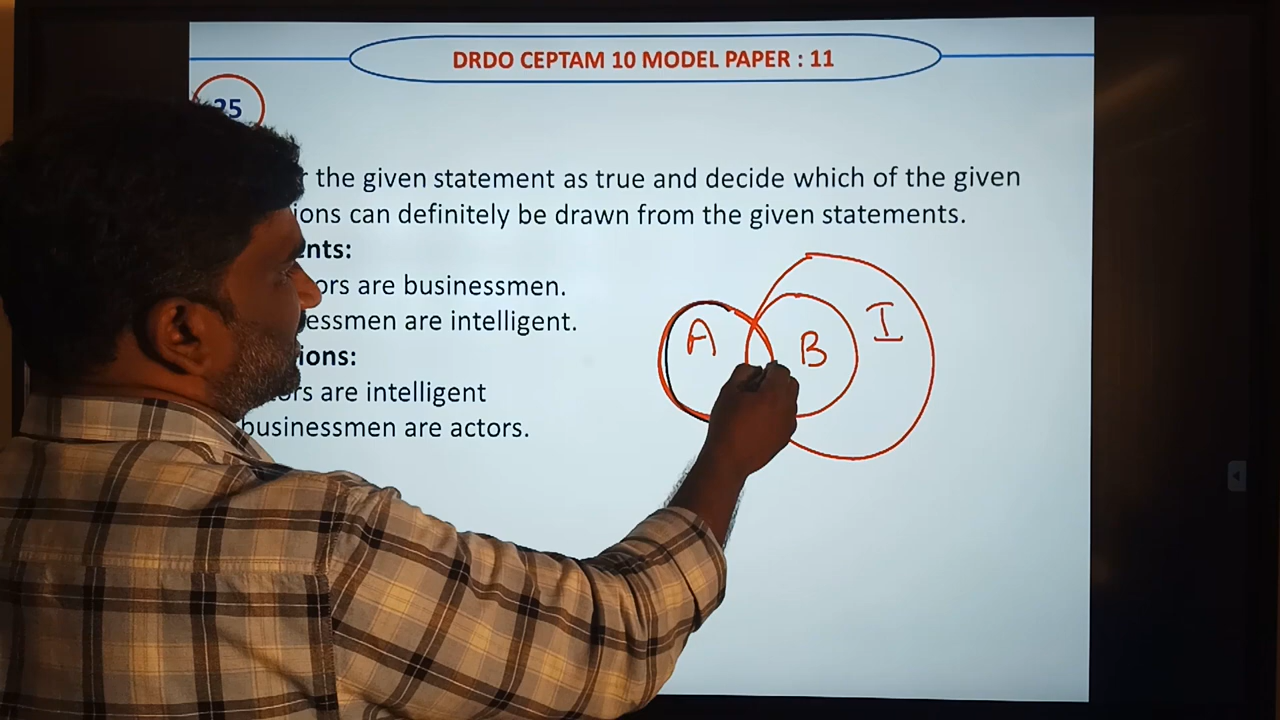 DRDO CEPTAM 10 MODEL PAPER : 11
25
the given statement as true and decide which of the given
ions can definitely be drawn from the given statements.
nts:
ors are businessmen.
essmen are intelligent.
ions:
ors are intelligent
businessmen are actors.
A B I